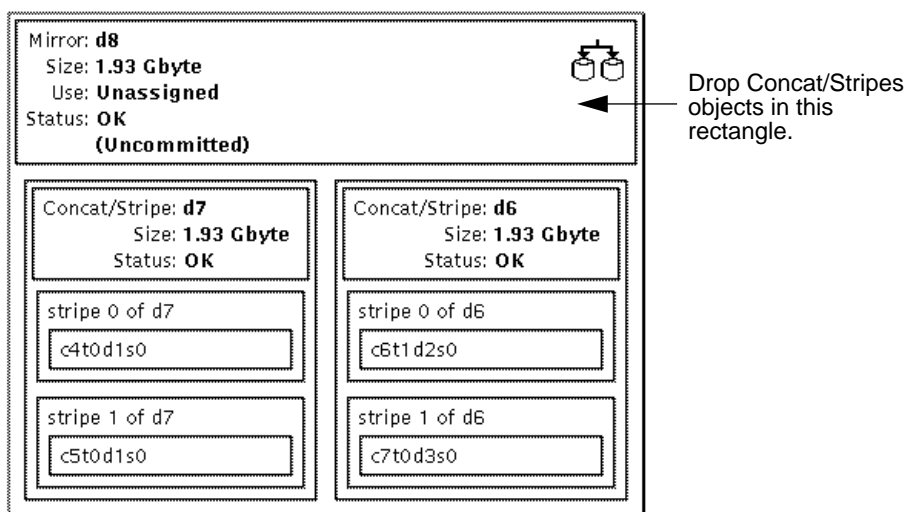 Mirror: d8
Size: 1.93 Gbyte
Use: Unassigned
Status: OK
(Uncommitted)
Drop Concat/Stripes
objects in this
rectangle.
Concat/Stripe: d7
Size: 1.93 Gbyte
Status: OK
stripe 0 of d7
c4t0d1s0
stripe 1 of d7
c5t0d1s0
Concat/Stripe: d6
Size: 1.93 Gbyte
Status: OK
stripe 0 of d6
c6t1d2s0
stripe 1 of d6
c7t0d3s0